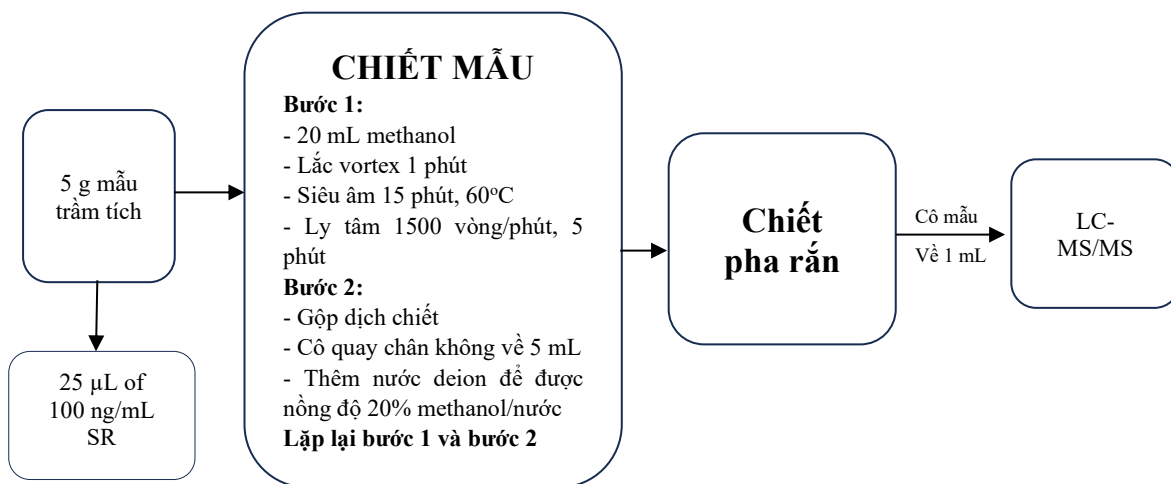 5 g mẫu
trầm tích
25 µL of
100 ng/mL
SR
CHIẾT MẪU
Bước 1:
- 20 mL methanol
- Lắc vortex 1 phút
- Siêu âm 15 phút, 60°C
- Ly tâm 1500 vòng/phút, 5
phút
Bước 2:
- Gộp dịch chiết
- Cô quay chân không về 5 mL
- Thêm nước deion để được
nồng độ 20% methanol/nước
Lặp lại bước 1 và bước 2
Chiết
pha rắn
Cô mẫu
Về 1 mL
LC-
MS/MS